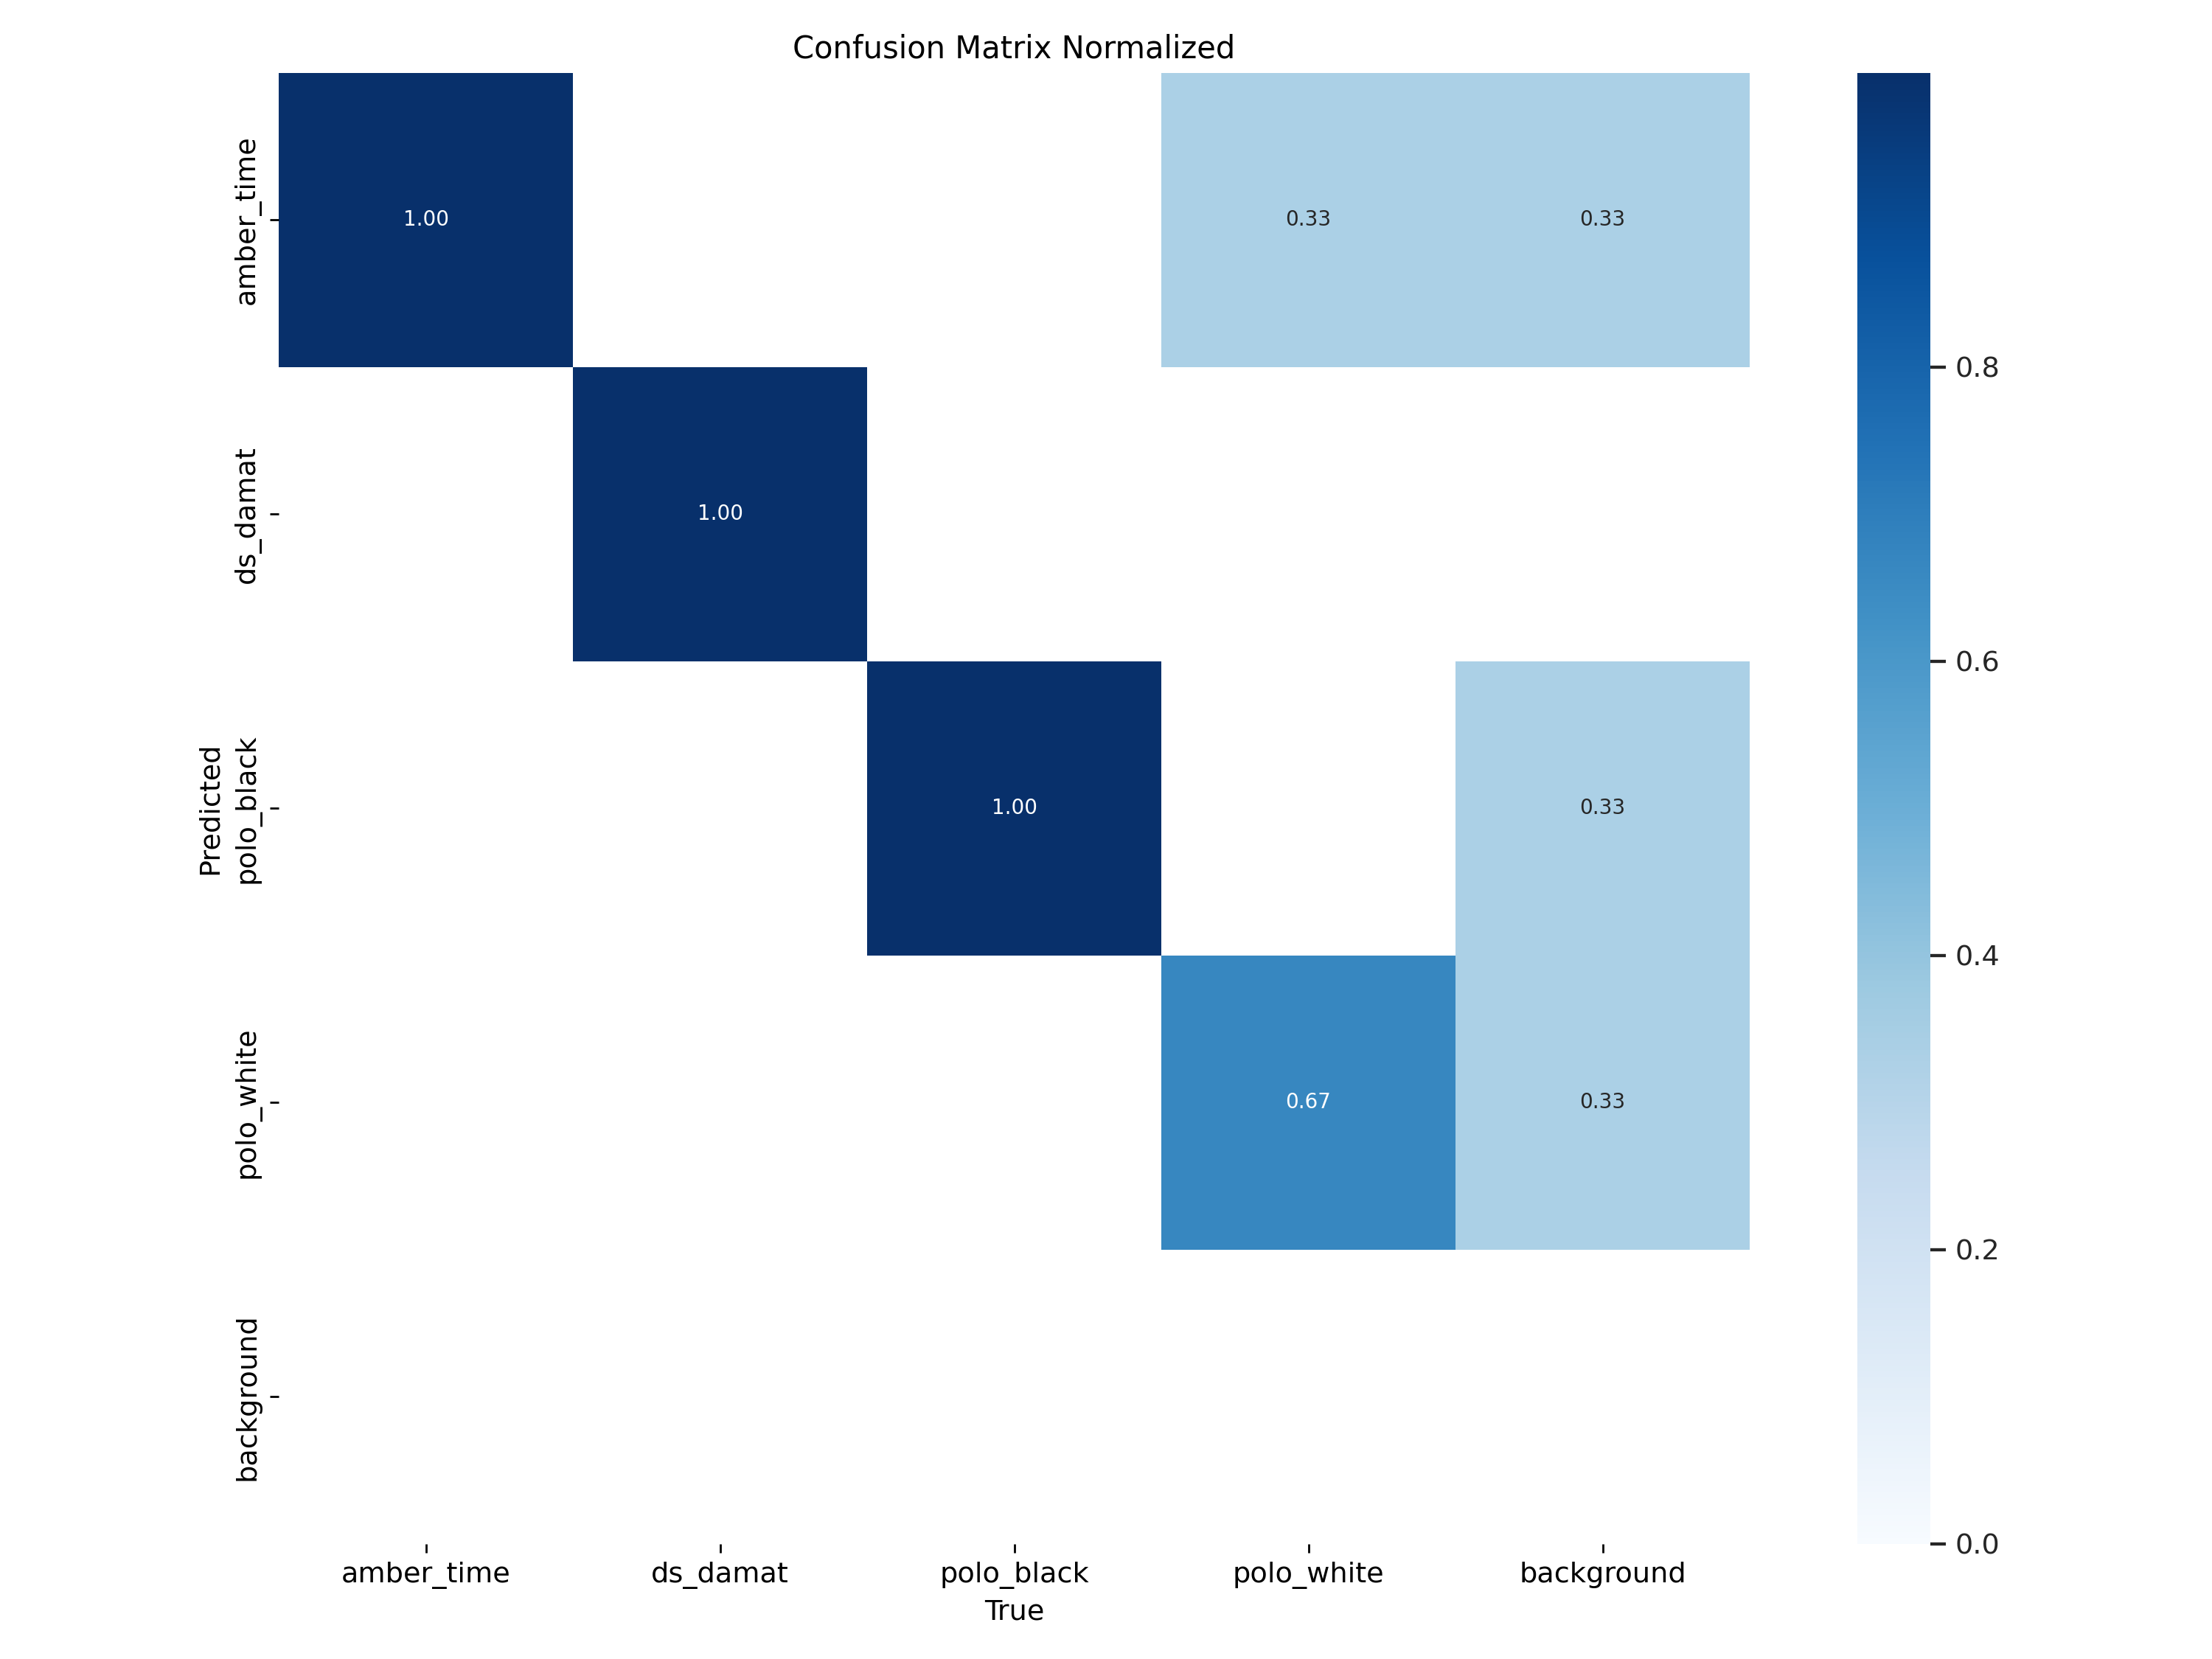 Confusion Matrix Normalized
amber_time
1.00
0.33
0.33
0.8
ds_damat
1.00
0.6
Predicted
polo_black
1.00
0.33
0.4
polo_white
0.67
0.33
0.2
background
0.0
amber_time
ds_damat
polo_black
polo_white
background
True